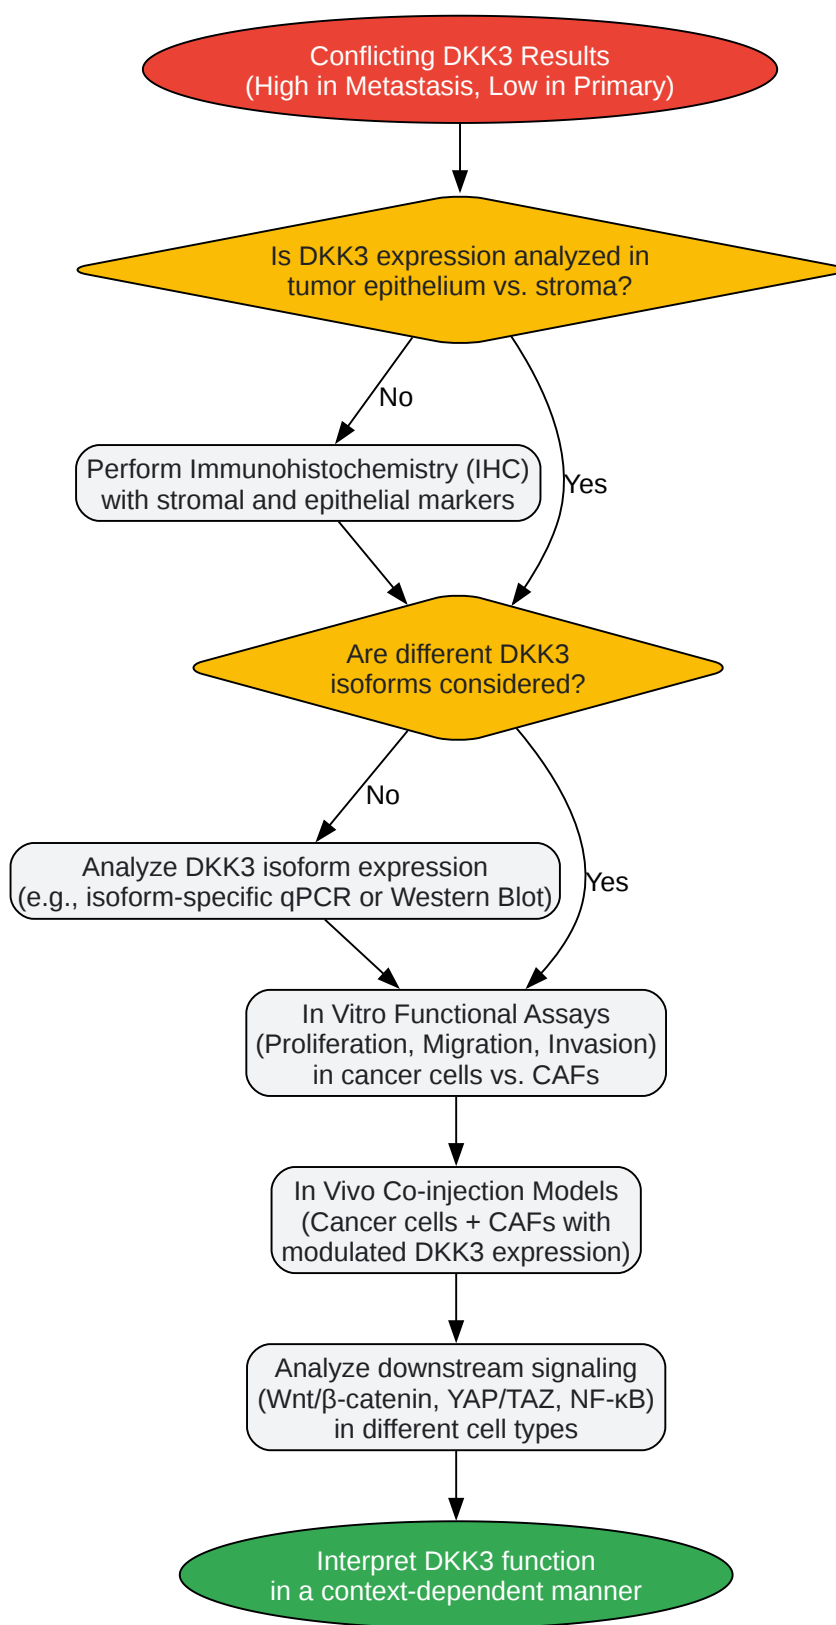 Conflicting DKK3 Results
(High in Metastasis, Low in Primary)
Is DKK3 expression analyzed in
tumor epithelium vs. stroma?
No
Perform Immunohistochemistry (IHC)
with stromal and epithelial markers
Yes
Are different DKK3
isoforms considered?
No
Analyze DKK3 isoform expression
(e.g., isoform-specific qPCR or Western Blot)
Yes
In Vitro Functional Assays
(Proliferation, Migration, Invasion)
in cancer cells vs. CAFs
In Vivo Co-injection Models
(Cancer cells + CAFs with
modulated DKK3 expression)
Analyze downstream signaling
(Wnt/β-catenin, YAP/TAZ, NF-κB)
in different cell types
Interpret DKK3 function
in a context-dependent manner